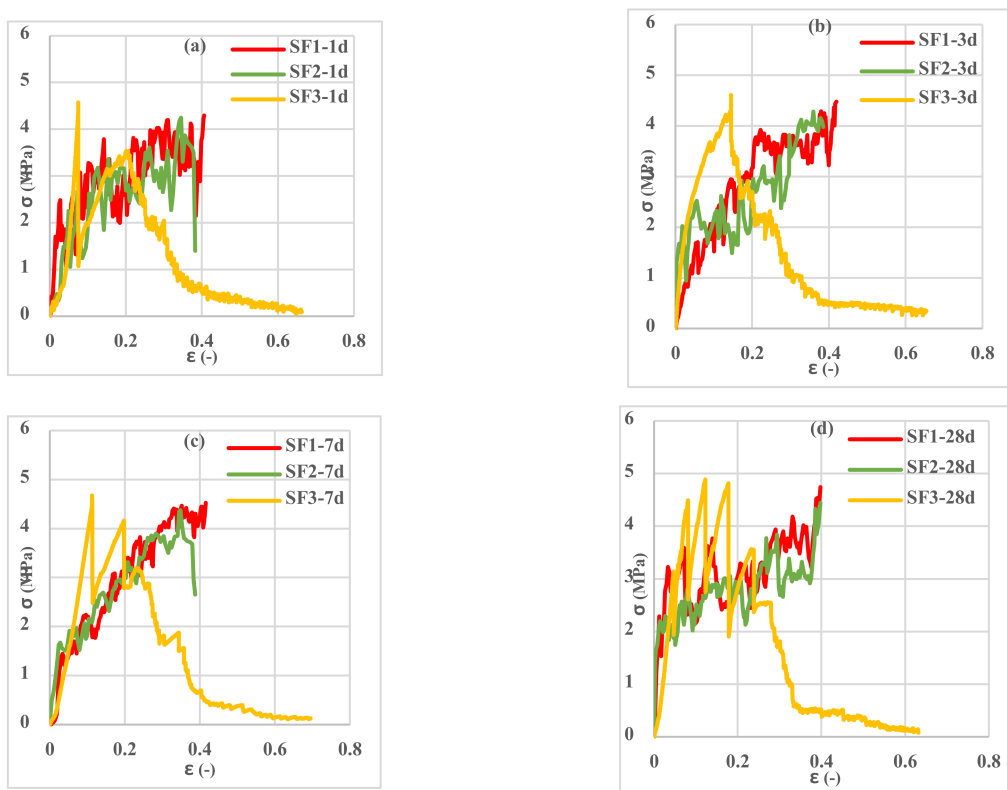 (a)
SF1-1d
SF2-1d
SF3-1d
6
5
4
3
2
1
0
σ (MPa)
0 0.2 0.4 0.6 0.8
ε (-)
(b)
SF1-3d
SF2-3d
SF3-3d
6
5
4
3
2
1
0
σ (MPa)
0 0.2 0.4 0.6 0.8
ε (-)
(c)
SF1-7d
SF2-7d
SF3-7d
6
5
4
3
2
1
0
σ (MPa)
0 0.2 0.4 0.6 0.8
ε (-)
(d)
SF1-28d
SF2-28d
SF3-28d
6
5
4
3
2
1
0
σ (MPa)
0 0.2 0.4 0.6 0.8
ε (-)